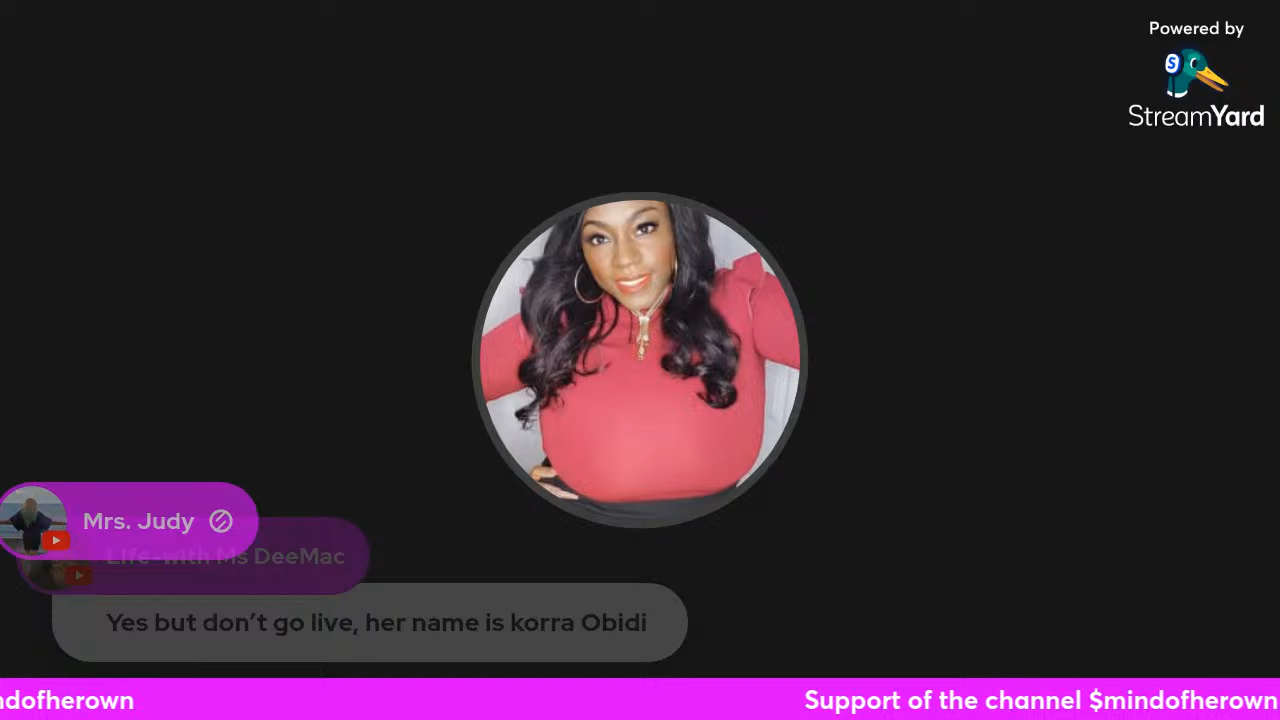 Powered by
S
StreamYard
Mrs. Judy
Life-with Ms DeeMac
Yes but don’t go live, her name is korra Obidi
ndofherown
Support of the channel $mindofherown